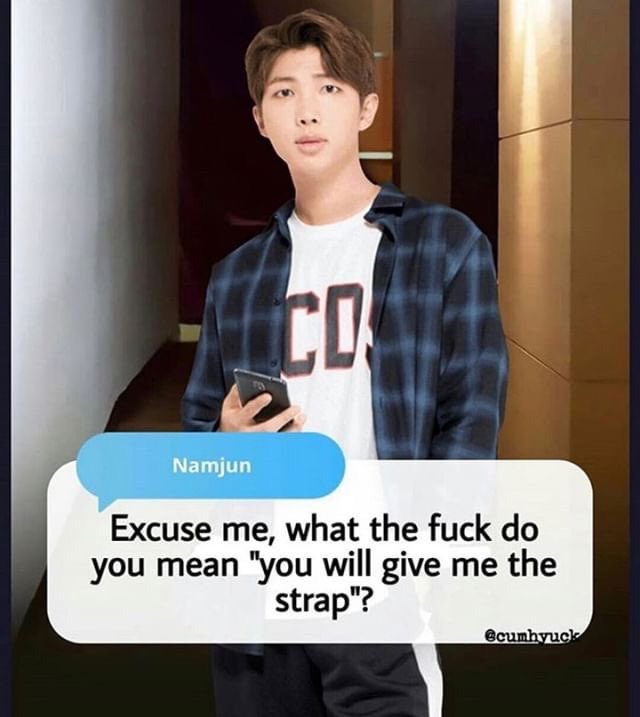 CO
Namjun
Excuse me, what the fuck do
you mean "you will give me the
strap"?
@cumhyuck